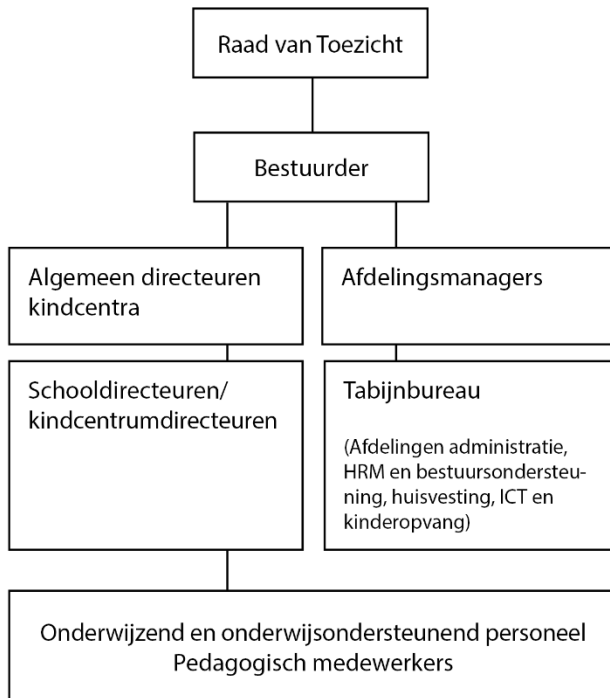 Raad van Toezicht
Bestuurder
Algemeen directeuren
kindcentra
Afdelingsmanagers
Schooldirecteuren/
kindcentrumdirecteuren
Tabijnbureau
(Afdelingen administratie,
HRM en bestuursondersteu-
ning, huisvesting, ICT en
kinderopvang)
Onderwijzend en onderwijsondersteunend personeel
Pedagogisch medewerkers